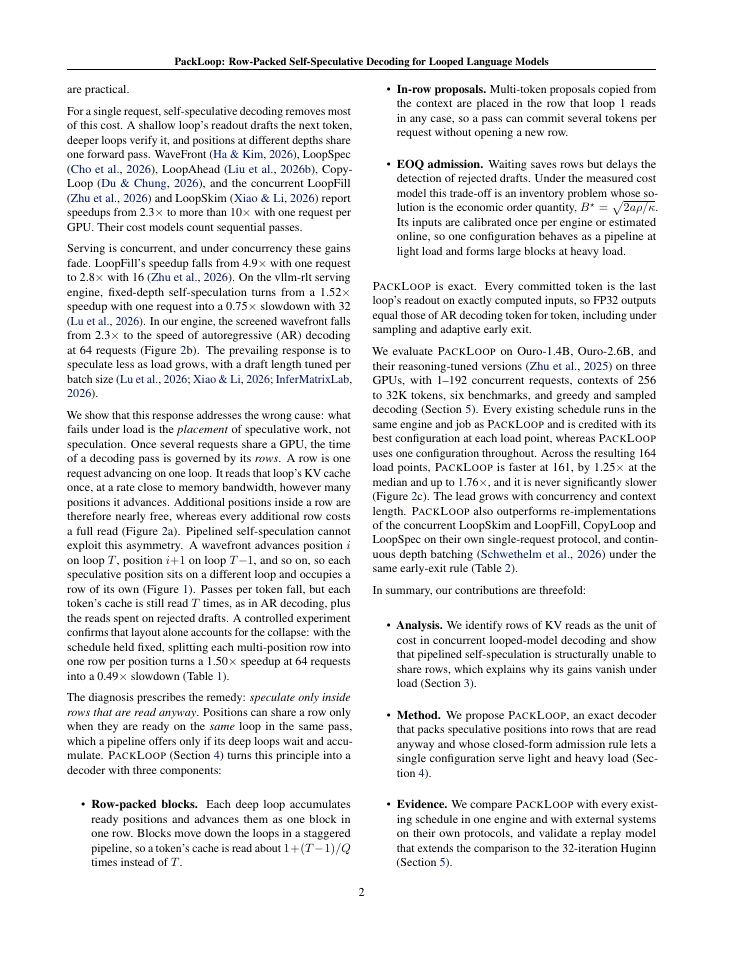 PackLoop: Row-Packed Self-Speculative Decoding for Looped Language Models
are practical.
For a single request, self-speculative decoding removes most
of this cost. A shallow loop's readout drafts the next token,
deeper loops verify it, and positions at different depths share
one forward pass. WaveFront (Ha & Kim, 2026), LoopSpec
(Cho et al., 2026), LoopAhead (Liu et al., 2026b), Copy-
Loop (Du & Chung, 2026), and the concurrent LoopFill
(Zhu et al., 2026) and LoopSkim (Xiao & Li, 2026) report
speedups from 2.3× to more than 10× with one request per
GPU. Their cost models count sequential passes.
Serving is concurrent, and under concurrency these gains
fade. LoopFill's speedup falls from 4.9× with one request
to 2.8× with 16 (Zhu et al., 2026). On the vllm-rlt serving
engine, fixed-depth self-speculation turns from a 1.52×
speedup with one request into a 0.75× slowdown with 32
(Lu et al., 2026). In our engine, the screened wavefront falls
from 2.3× to the speed of autoregressive (AR) decoding
at 64 requests (Figure 2b). The prevailing response is to
speculate less as load grows, with a draft length tuned per
batch size (Lu et al., 2026; Xiao & Li, 2026; InferMatrixLab,
2026).
We show that this response addresses the wrong cause: what
fails under load is the placement of speculative work, not
speculation. Once several requests share a GPU, the time
of a decoding pass is governed by its rows. A row is one
request advancing on one loop. It reads that loop's KV cache
once, at a rate close to memory bandwidth, however many
positions it advances. Additional positions inside a row are
therefore nearly free, whereas every additional row costs
a full read (Figure 2a). Pipelined self-speculation cannot
exploit this asymmetry. A wavefront advances position i
on loop T, position i+1 on loop T−1, and so on, so each
speculative position sits on a different loop and occupies a
row of its own (Figure 1). Passes per token fall, but each
token's cache is still read T times, as in AR decoding, plus
the reads spent on rejected drafts. A controlled experiment
confirms that layout alone accounts for the collapse: with the
schedule held fixed, splitting each multi-position row into
one row per position turns a 1.50× speedup at 64 requests
into a 0.49× slowdown (Table 1).
The diagnosis prescribes the remedy: speculate only inside
rows that are read anyway. Positions can share a row only
when they are ready on the same loop in the same pass,
which a pipeline offers only if its deep loops wait and accu-
mulate. PACKLOOP (Section 4) turns this principle into a
decoder with three components:
• Row-packed blocks. Each deep loop accumulates
ready positions and advances them as one block in
one row. Blocks move down the loops in a staggered
pipeline, so a token's cache is read about 1+(T−1)/Q
times instead of T.
• In-row proposals. Multi-token proposals copied from
the context are placed in the row that loop 1 reads
in any case, so a pass can commit several tokens per
request without opening a new row.
• EOQ admission. Waiting saves rows but delays the
detection of rejected drafts. Under the measured cost
model this trade-off is an inventory problem whose so-
lution is the economic order quantity, B⋆ = √2aρ/κ.
Its inputs are calibrated once per engine or estimated
online, so one configuration behaves as a pipeline at
light load and forms large blocks at heavy load.
PACKLOOP is exact. Every committed token is the last
loop's readout on exactly computed inputs, so FP32 outputs
equal those of AR decoding token for token, including under
sampling and adaptive early exit.
We evaluate PACKLOOP on Ouro-1.4B, Ouro-2.6B, and
their reasoning-tuned versions (Zhu et al., 2025) on three
GPUs, with 1–192 concurrent requests, contexts of 256
to 32K tokens, six benchmarks, and greedy and sampled
decoding (Section 5). Every existing schedule runs in the
same engine and job as PACKLOOP and is credited with its
best configuration at each load point, whereas PACKLOOP
uses one configuration throughout. Across the resulting 164
load points, PACKLOOP is faster at 161, by 1.25× at the
median and up to 1.76×, and it is never significantly slower
(Figure 2c). The lead grows with concurrency and context
length. PACKLOOP also outperforms re-implementations
of the concurrent LoopSkim and LoopFill, CopyLoop and
LoopSpec on their own single-request protocol, and contin-
uous depth batching (Schwethelm et al., 2026) under the
same early-exit rule (Table 2).
In summary, our contributions are threefold:
• Analysis. We identify rows of KV reads as the unit of
cost in concurrent looped-model decoding and show
that pipelined self-speculation is structurally unable to
share rows, which explains why its gains vanish under
load (Section 3).
• Method. We propose PACKLOOP, an exact decoder
that packs speculative positions into rows that are read
anyway and whose closed-form admission rule lets a
single configuration serve light and heavy load (Sec-
tion 4).
• Evidence. We compare PACKLOOP with every exist-
ing schedule in one engine and with external systems
on their own protocols, and validate a replay model
that extends the comparison to the 32-iteration Huginn
(Section 5).
2